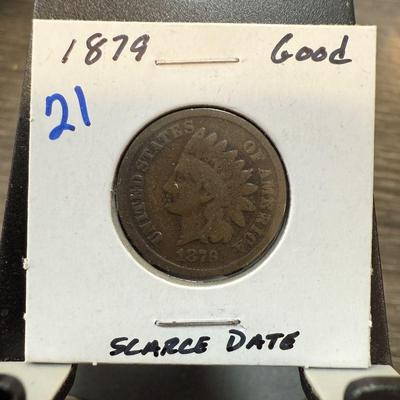 1879 Good
21
UNITED STATES OF AMERICA
1879
SCARCE DATE